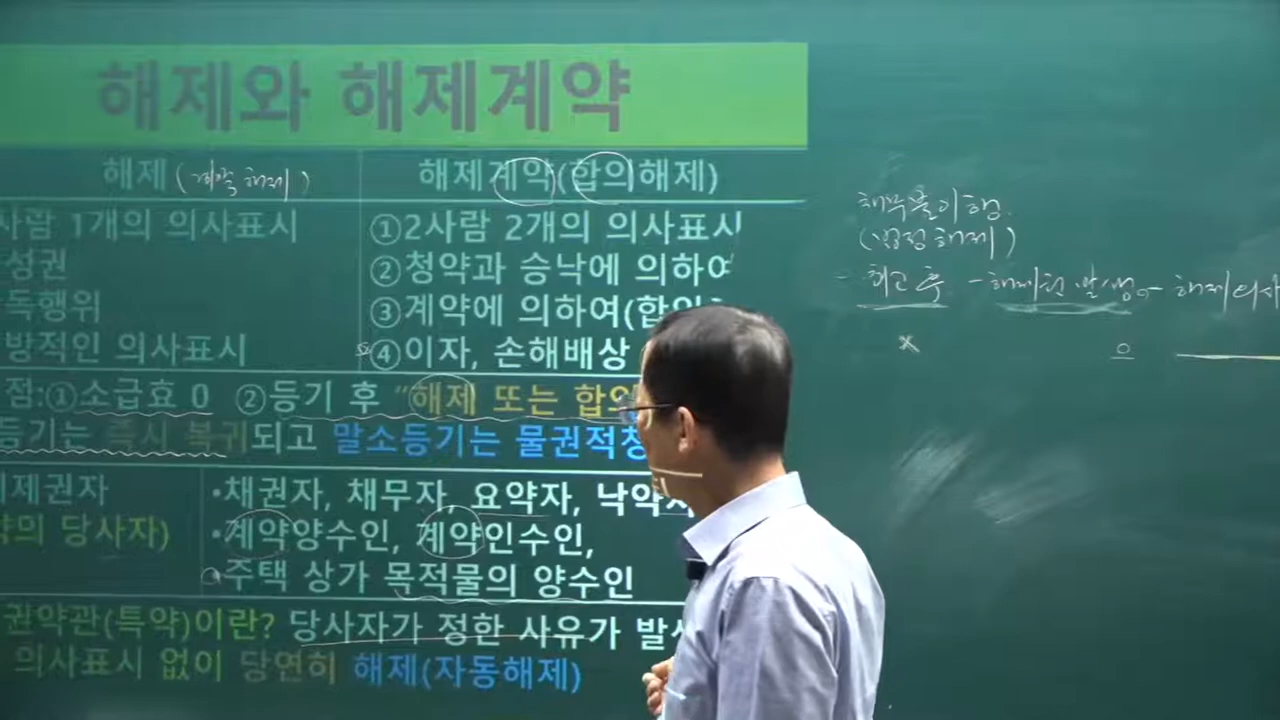 해제와 해제계약
해제(계약해제) 해제계약(합의해제)
사람 1개의 의사표시 ①2사람 2개의 의사표시
성권 ②청약과 승낙에 의하여
독행위 ③계약에 의하여(합의
방적인 의사표시 ④이자, 손해배상
점:①소급효 0 ②등기 후 “해제 또는 합의
등기는 즉시 복귀되고 말소등기는 물권적청
제권자 •채권자, 채무자, 요약자, 낙약자
약의 당사자) •계약양수인, 계약인수인,
•주택 상가 목적물의 양수인
권약관(특약)이란? 당사자가 정한 사유가 발생
의사표시 없이 당연히 해제(자동해제)
채무불이행
(법정해제)
최고 후 - 해제권 발생 - 해제의사
× ○